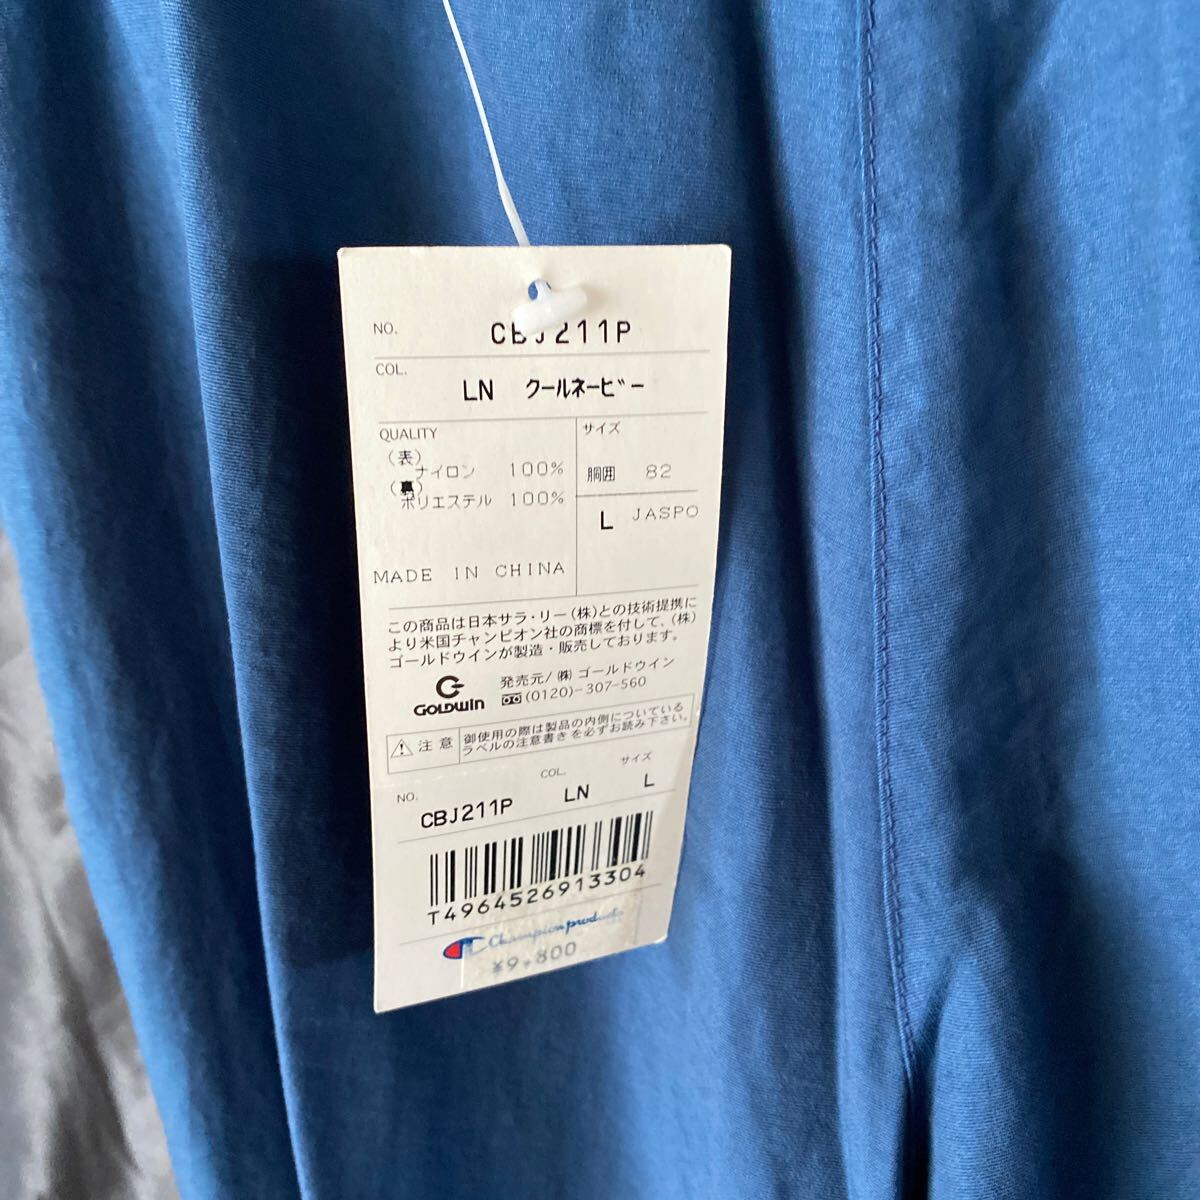 NO. CBJ211P
COL.
LN クールネービー
QUALITY
(表)
ナイロン 100%
(裏)
ポリエステル 100%
サイズ
胴囲 82
L JASPO
MADE IN CHINA
この商品は日本サラ・リー(株)との技術提携に
より米国チャンピオン社の商標を付して、(株)
ゴールドウインが製造・販売しております。
GOLDWIN
発売元/㈱ゴールドウイン
(0120)-307-560
注意
御使用の際は製品の内側についている
ラベルの注意書きを必ずお読み下さい。
NO. COL. サイズ
CBJ211P LN L
T4964526913304
Champion products
¥9,800